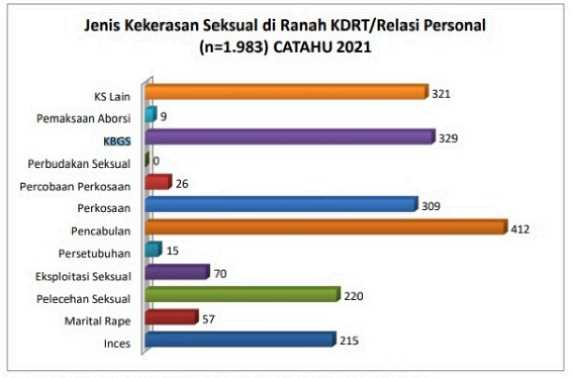 Jenis Kekerasan Seksual di Ranah KDRT/Relasi Personal
(n=1.983) CATAHU 2021
KS Lain 321
Pemaksaan Aborsi 9
KBGS 329
Perbudakan Seksual 0
Percobaan Perkosaan 26
Perkosaan 309
Pencabulan 412
Persetubuhan 15
Eksploitasi Seksual 70
Pelecehan Seksual 220
Marital Rape 57
Inces 215